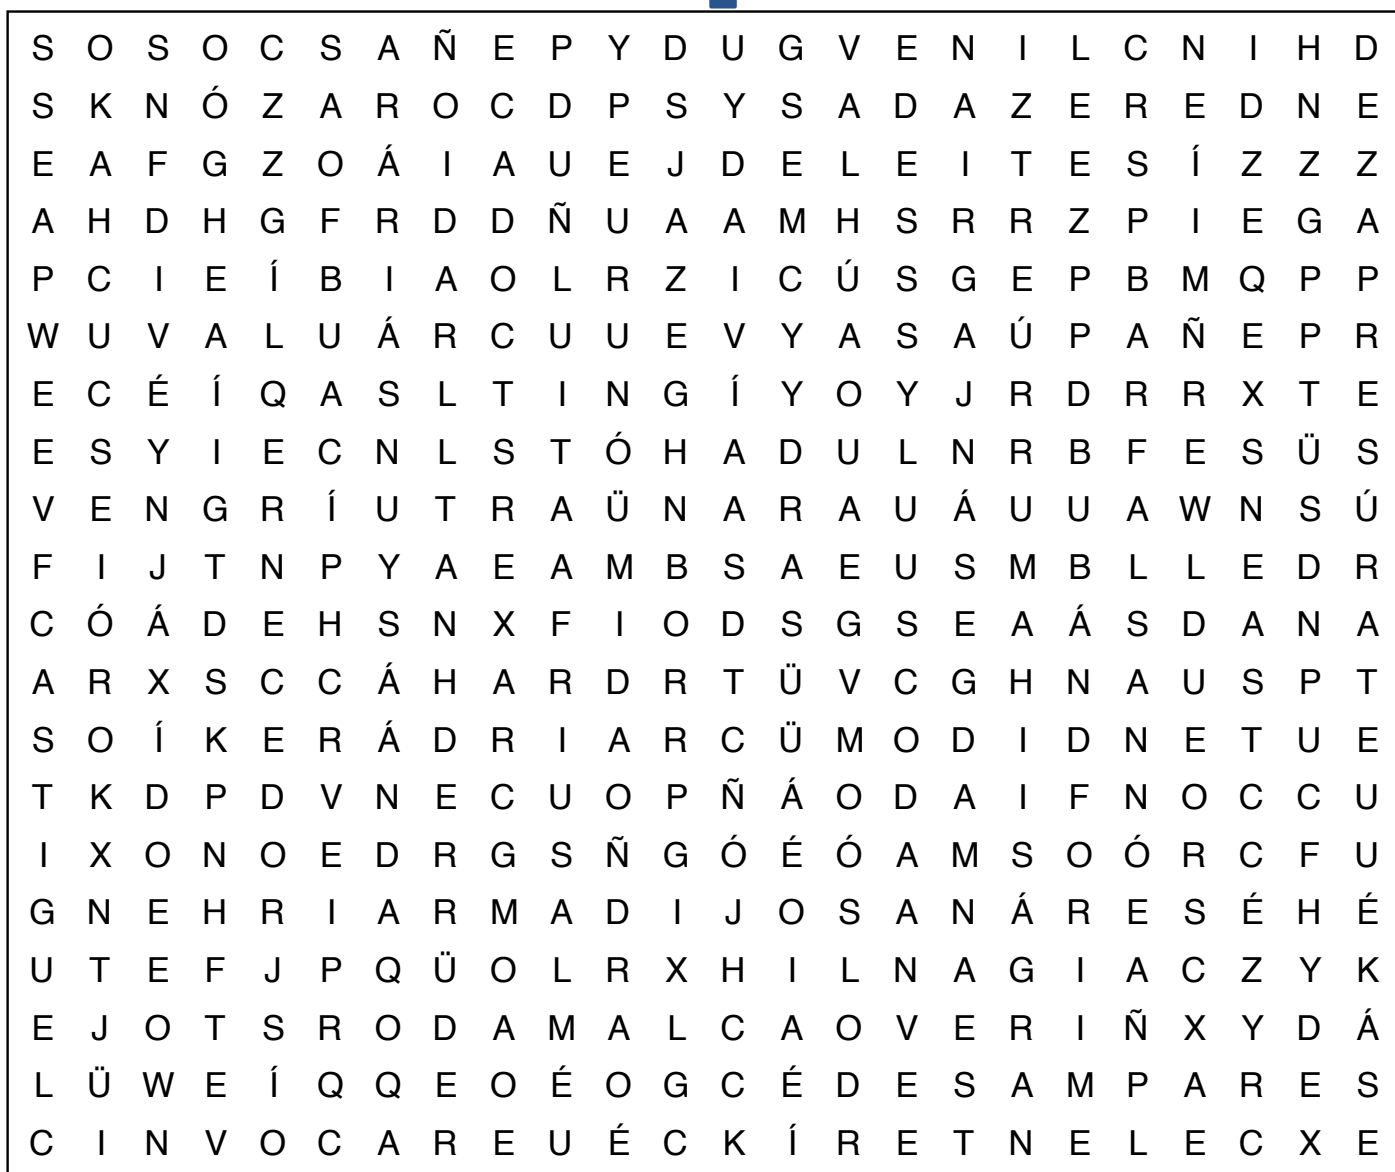 S O S O C S A Ñ E P Y D U G V E N I L C N I H D
S K N Ó Z A R O C D P S Y S A D A Z E R E D N E
E A F G Z O Á I A U E J D E L E I T E S Í Z Z Z
A H D H G F R D D Ñ U A A M H S R R Z P I E G A
P C I E Í B I A O L R Z I C Ú S G E P B M Q P P
W U V A L U Á R C U U E V Y A S A Ú P A Ñ E P R
E C É Í Q A S L T I N G Í Y O Y J R D R R X T E
E S Y I E C N L S T Ó H A D U L N R B F E S Ü S
V E N G R Í U T R A Ü N A R A U Á U U A W N S Ú
F I J T N P Y A E A M B S A E U S M B L L E D R
C Ó Á D E H S N X F I O D S G S E A Á S D A N A
A R X S C C Á H A R D R T Ü V C G H N A U S P T
S O Í K E R Á D R I A R C Ü M O D I D N E T U E
T K D P D V N E C U O P Ñ Á O D A I F N O C C U
I X O N O E D R G S Ñ G Ó É Ó A M S O Ó R C F U
G N E H R I A R M A D I J O S A N Á R E S É H É
U T E F J P Q Ü O L R X H I L N A G I A C Z Y K
E J O T S R O D A M A L C A O V E R I Ñ X Y D Á
L Ü W E Í Q Q E O É O G C É D E S A M P A R E S
C I N V O C A R E U É C K Í R E T N E L E C X E